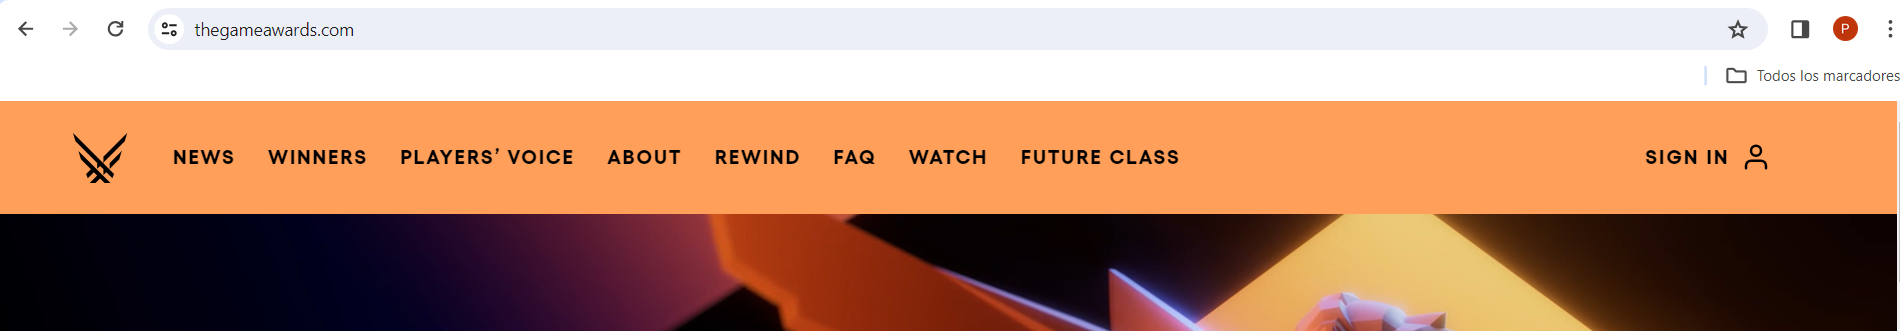 thegameawards.com
P
Todos los marcadores
NEWS WINNERS PLAYERS’ VOICE ABOUT REWIND FAQ WATCH FUTURE CLASS SIGN IN